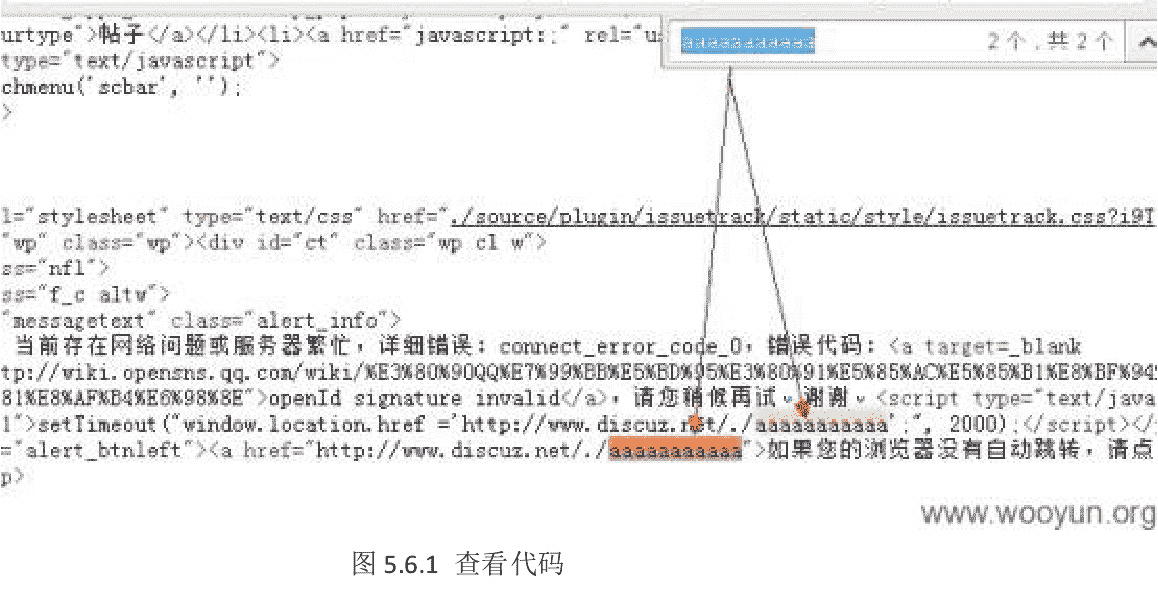 urtype">帖子</a></li><li><a href="javascript:;" rel="us
aaaaaaaaaaa
2 个，共 2 个
type="text/javascript">
chmenu('scbar', '');
>
l="stylesheet" type="text/css" href="./source/plugin/issuetrack/static/style/issuetrack.css?i9T
"wp" class="wp"><div id="ct" class="wp cl w">
ss="nfl">
ss="f_c altw">
"messagetext" class="alert_info">
当前存在网络问题或服务器繁忙，详细错误：connect_error_code_0，错误代码：<a target=_blank
tp://wiki.opensns.qq.com/wiki/%E3%80%90QQ%E7%99%BB%E5%BD%95%E3%80%91%E5%85%AC%E5%85%B1%E8%BF%94%
81%E8%AF%B4%E6%98%8E">openId signature invalid</a>，请您稍候再试。谢谢。<script type="text/java
1">setTimeout("window.location.href ='http://www.discuz.net/./aaaaaaaaaaa';", 2000);</script></
="alert_btnleft"><a href="http://www.discuz.net/./aaaaaaaaaaa">如果您的浏览器没有自动跳转，请点
p>
www.wooyun.org
图 5.6.1 查看代码